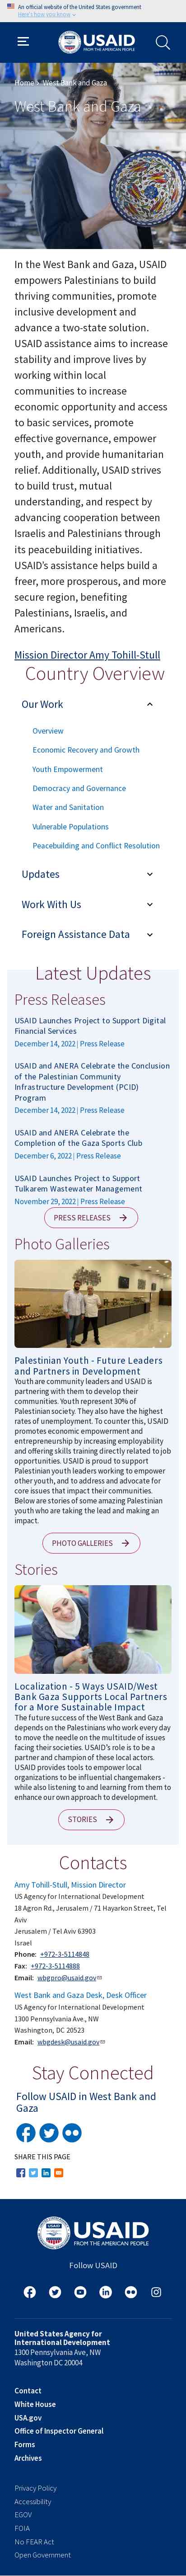 An official website of the United States government
Here's how you know
USAID
FROM THE AMERICAN PEOPLE
Home › West Bank and Gaza
West Bank and Gaza
In the West Bank and Gaza, USAID
empowers Palestinians to build
thriving communities, promote
inclusive development and
advance a two-state solution.
USAID assistance aims to increase
stability and improve lives by
working within local
communities to increase
economic opportunity and access
to basic services, promote
effective governance, empower
youth, and provide humanitarian
relief. Additionally, USAID strives
to build trust, mutual
understanding, and respect by
advancing cooperation between
Israelis and Palestinians through
its peacebuilding initiatives.
USAID's assistance helps build a
freer, more prosperous, and more
secure region, benefiting
Palestinians, Israelis, and
Americans.
Mission Director Amy Tohill-Stull
Country Overview
Our Work
Overview
Economic Recovery and Growth
Youth Empowerment
Democracy and Governance
Water and Sanitation
Vulnerable Populations
Peacebuilding and Conflict Resolution
Updates
Work With Us
Foreign Assistance Data
Latest Updates
Press Releases
USAID Launches Project to Support Digital
Financial Services
December 14, 2022 | Press Release
USAID and ANERA Celebrate the Conclusion
of the Palestinian Community
Infrastructure Development (PCID)
Program
December 14, 2022 | Press Release
USAID and ANERA Celebrate the
Completion of the Gaza Sports Club
December 6, 2022 | Press Release
USAID Launches Project to Support
Tulkarem Wastewater Management
November 29, 2022 | Press Release
PRESS RELEASES
Photo Galleries
Palestinian Youth - Future Leaders
and Partners in Development
Youth are community leaders and USAID is
partnering with them to develop their
communities. Youth represent 30% of
Palestinian society. They also have the highest
rates of unemployment. To counter this, USAID
promotes economic empowerment and
entrepreneurship by increasing employability
and offering skills training directly related to job
opportunities. USAID is proud to support
Palestinian youth leaders working to empower
other youth, and to address and advocate for
causes that impact their communities.
Below are stories of some amazing Palestinian
youth who are taking the lead and making an
impact.
PHOTO GALLERIES
Stories
Localization - 5 Ways USAID/West
Bank Gaza Supports Local Partners
for a More Sustainable Impact
The future successes of the West Bank and Gaza
mission in empowering Palestinians relies on
our work today and on what we do every day
to move the needle on the multitude of issues
facing these societies. USAID's role is to be a
partner and champion of these local actors.
USAID provides tools to empower local
organizations to be influential changemakers -
all while also listening to and learning from them
to enhance our own approach to development.
STORIES
Contacts
Amy Tohill-Stull, Mission Director
US Agency for International Development
18 Agron Rd., Jerusalem / 71 Hayarkon Street, Tel
Aviv
Jerusalem / Tel Aviv 63903
Israel
Phone: +972-3-5114848
Fax: +972-3-5114888
Email: wbgpro@usaid.gov
West Bank and Gaza Desk, Desk Officer
US Agency for International Development
1300 Pennsylvania Ave., NW
Washington, DC 20523
Email: wbgdesk@usaid.gov
Stay Connected
Follow USAID in West Bank and
Gaza
SHARE THIS PAGE
USAID
FROM THE AMERICAN PEOPLE
Follow USAID
United States Agency for
International Development
1300 Pennsylvania Ave, NW
Washington DC 20004
Contact
White House
USA.gov
Office of Inspector General
Forms
Archives
Privacy Policy
Accessibility
EGOV
FOIA
No FEAR Act
Open Government